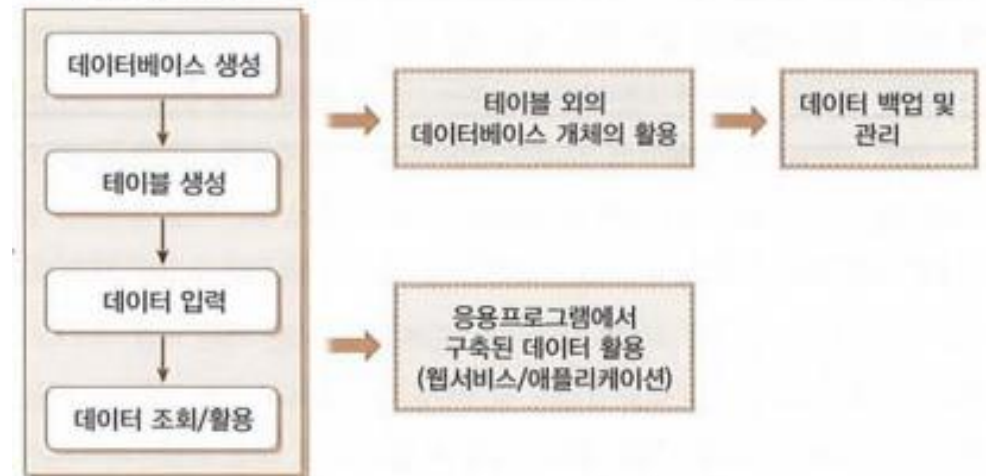 데이터베이스 생성
테이블 생성
데이터 입력
데이터 조회/활용
테이블 외의
데이터베이스 개체의 활용
데이터 백업 및
관리
응용프로그램에서
구축된 데이터 활용
(웹서비스/애플리케이션)